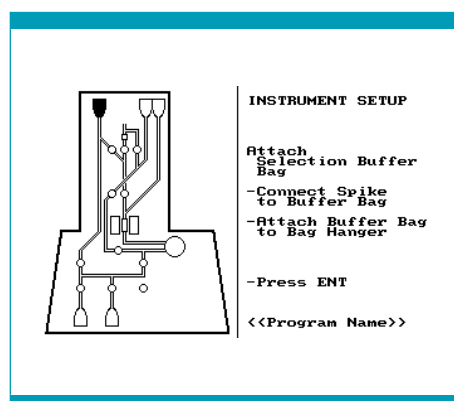 INSTRUMENT SETUP
Attach
Selection Buffer
Bag
-Connect Spike
to Buffer Bag
-Attach Buffer Bag
to Bag Hanger
-Press ENT
<<Program Name>>